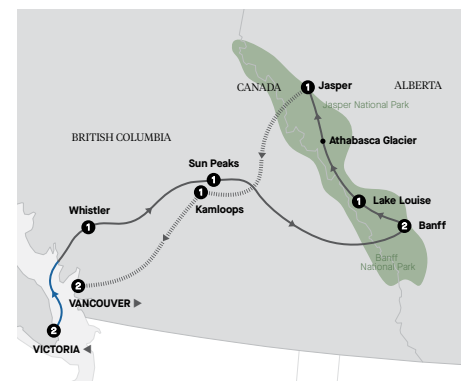 CANADA
ALBERTA
1 Jasper
Jasper National Park
BRITISH COLUMBIA
Athabasca Glacier
Sun Peaks
1
1
Kamloops
1 Lake Louise
Whistler
1
2 Banff
Banff
National Park
2
VANCOUVER
2
VICTORIA